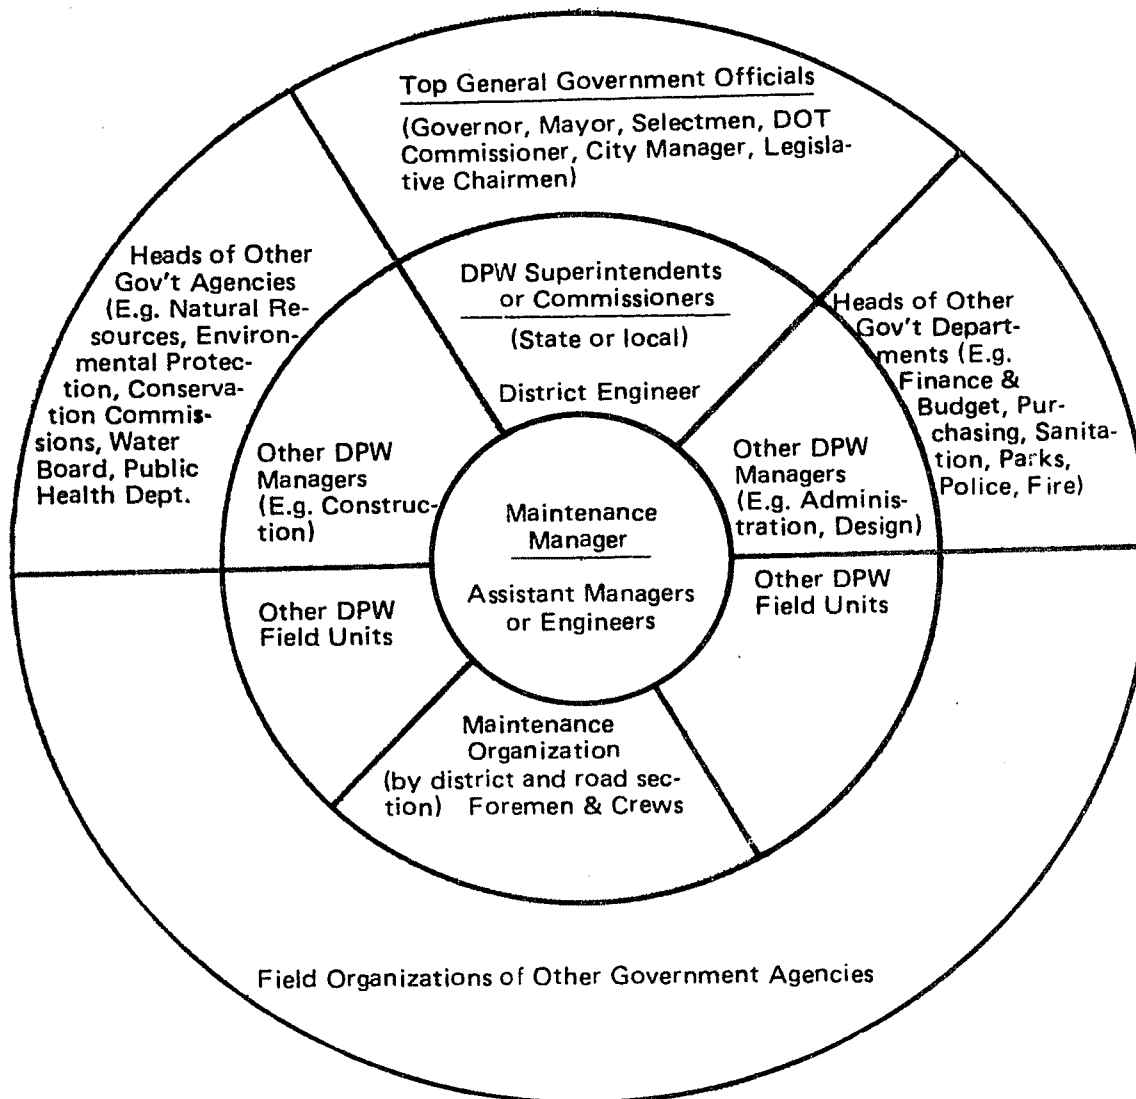 Top General Government Officials
(Governor, Mayor, Selectmen, DOT
Commissioner, City Manager, Legisla-
tive Chairmen)
Heads of Other
Gov't Agencies
(E.g. Natural Re-
sources, Environ-
mental Protec-
tion, Conserva-
tion Commis-
sions, Water
Board, Public
Health Dept.
DPW Superintendents
or Commissioners
(State or local)
District Engineer
Heads of Other
Gov't Depart-
ments (E.g.
Finance &
Budget, Pur-
chasing, Sanita-
tion, Parks,
Police, Fire)
Other DPW
Managers
(E.g. Construc-
tion)
Maintenance
Manager
Assistant Managers
or Engineers
Other DPW
Managers
(E.g. Adminis-
tration, Design)
Other DPW
Field Units
Other DPW
Field Units
Maintenance
Organization
(by district and road sec-
tion) Foremen & Crews
Field Organizations of Other Government Agencies